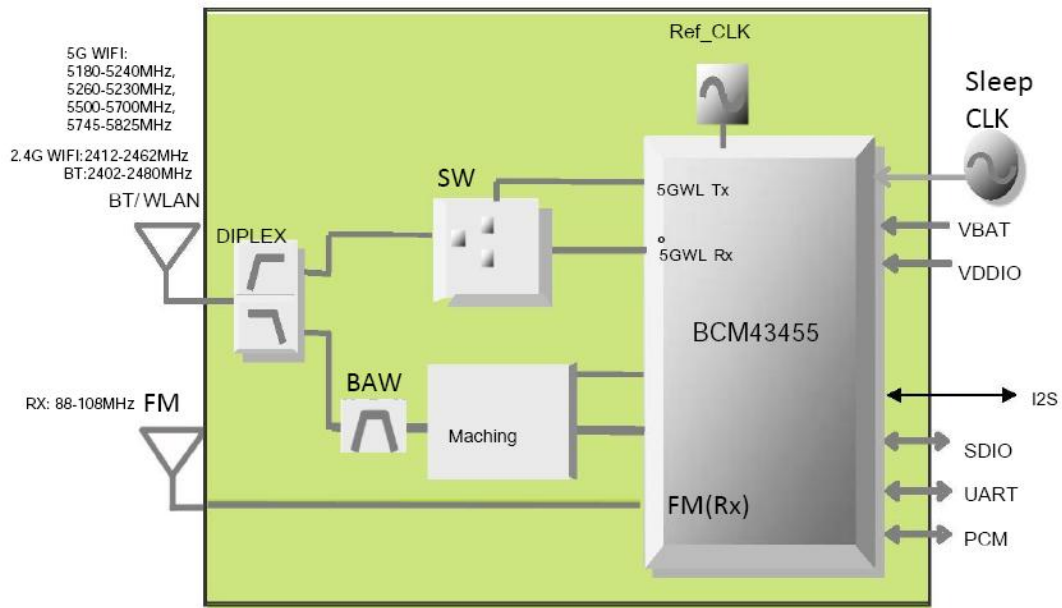 5G WIFI:
5180-5240MHz,
5260-5230MHz,
5500-5700MHz,
5745-5825MHz
2.4G WIFI:2412-2462MHz
BT:2402-2480MHz
BT/ WLAN
DIPLEX
SW
Ref_CLK
Sleep
CLK
5GWL Tx
5GWL Rx
VBAT
VDDIO
BCM43455
BAW
Maching
RX: 88-108MHz FM
FM(Rx)
I2S
SDIO
UART
PCM